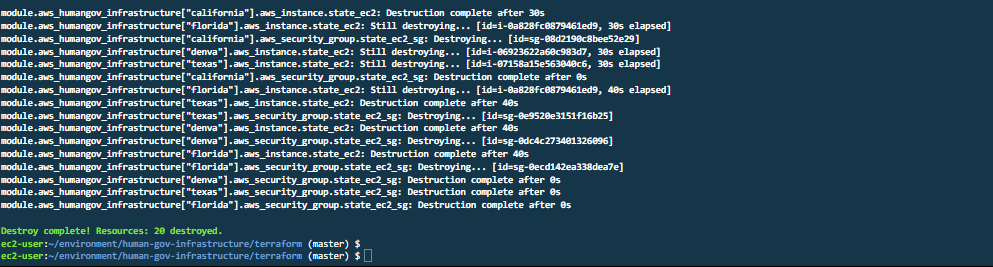 module.aws_humangov_infrastructure["california"].aws_instance.state_ec2: Destruction complete after 30s
module.aws_humangov_infrastructure["florida"].aws_instance.state_ec2: Still destroying... [id=i-0a828fc0879461ed9, 30s elapsed]
module.aws_humangov_infrastructure["california"].aws_security_group.state_ec2_sg: Destroying... [id=sg-08d2190c8bee52e29]
module.aws_humangov_infrastructure["denva"].aws_instance.state_ec2: Still destroying... [id=i-06923622a60c983d7, 30s elapsed]
module.aws_humangov_infrastructure["texas"].aws_instance.state_ec2: Still destroying... [id=i-07158a15e563040c6, 30s elapsed]
module.aws_humangov_infrastructure["california"].aws_security_group.state_ec2_sg: Destruction complete after 0s
module.aws_humangov_infrastructure["florida"].aws_instance.state_ec2: Still destroying... [id=i-0a828fc0879461ed9, 40s elapsed]
module.aws_humangov_infrastructure["texas"].aws_instance.state_ec2: Destruction complete after 40s
module.aws_humangov_infrastructure["texas"].aws_security_group.state_ec2_sg: Destroying... [id=sg-0e9520e3151f16b25]
module.aws_humangov_infrastructure["denva"].aws_instance.state_ec2: Destruction complete after 40s
module.aws_humangov_infrastructure["denva"].aws_security_group.state_ec2_sg: Destroying... [id=sg-0dc4c273401326096]
module.aws_humangov_infrastructure["florida"].aws_instance.state_ec2: Destruction complete after 40s
module.aws_humangov_infrastructure["florida"].aws_security_group.state_ec2_sg: Destroying... [id=sg-0ecd142ea338dea7e]
module.aws_humangov_infrastructure["denva"].aws_security_group.state_ec2_sg: Destruction complete after 0s
module.aws_humangov_infrastructure["texas"].aws_security_group.state_ec2_sg: Destruction complete after 0s
module.aws_humangov_infrastructure["florida"].aws_security_group.state_ec2_sg: Destruction complete after 0s
Destroy complete! Resources: 20 destroyed.
ec2-user:~/environment/human-gov-infrastructure/terraform (master) $
ec2-user:~/environment/human-gov-infrastructure/terraform (master) $